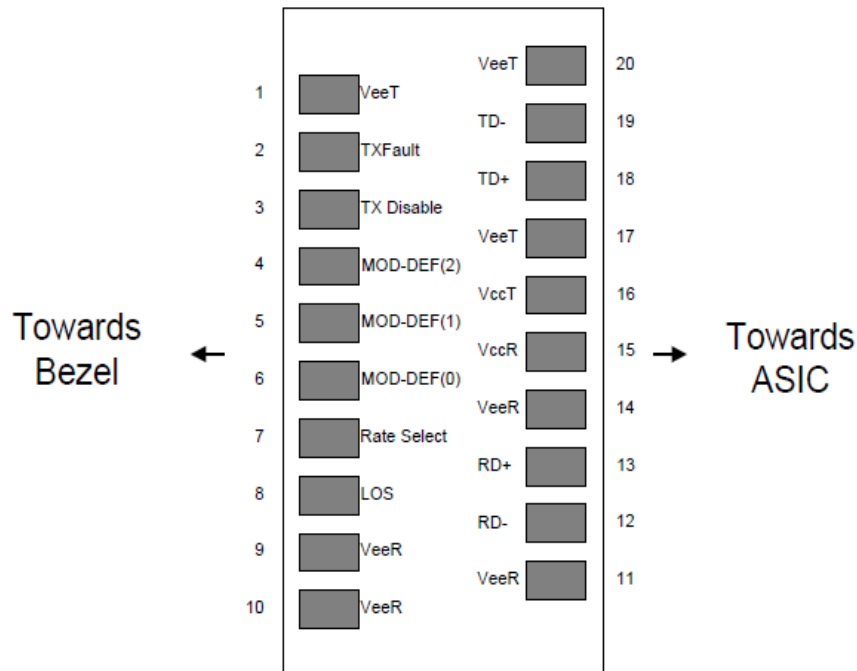 1 VeeT
2 TXFault
3 TX Disable
4 MOD-DEF(2)
5 MOD-DEF(1)
6 MOD-DEF(0)
7 Rate Select
8 LOS
9 VeeR
10 VeeR
VeeT 20
TD- 19
TD+ 18
VeeT 17
VccT 16
VccR 15
VeeR 14
RD+ 13
RD- 12
VeeR 11
Towards
Bezel
Towards
ASIC